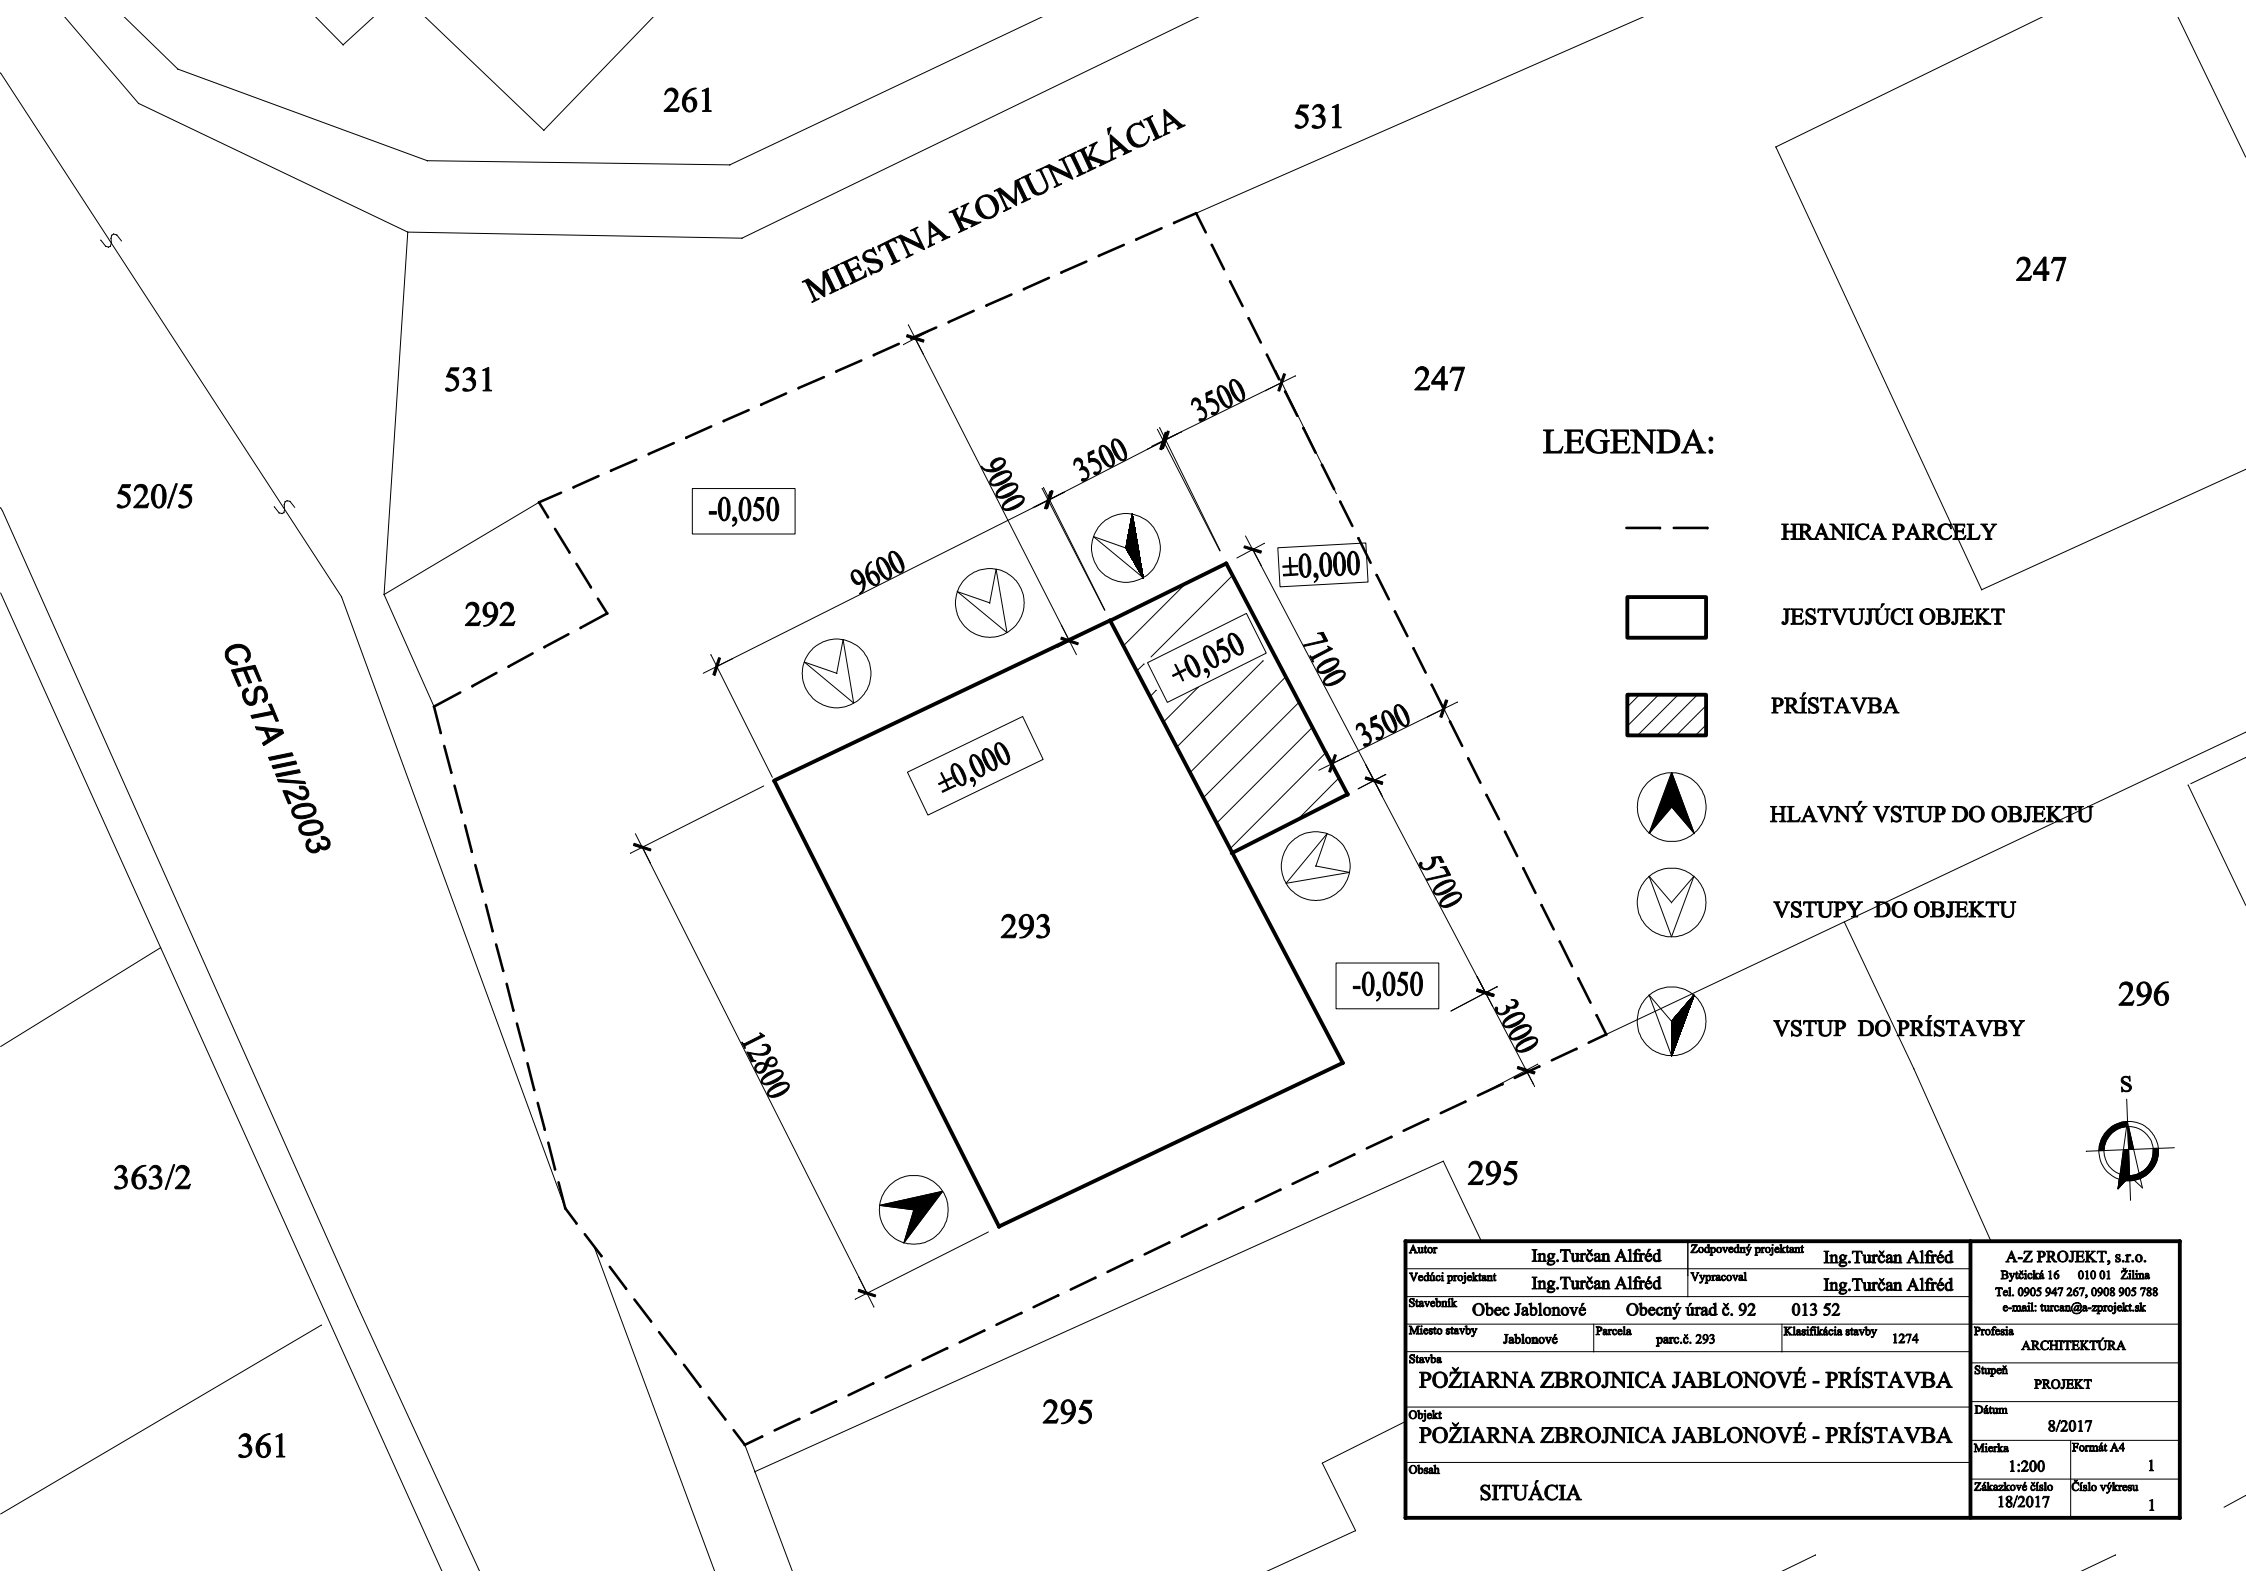 261
531
MIESTNA KOMUNIKÁCIA
247
531
247
3500
3500
9000
LEGENDA:
520/5
-0,050
HRANICA PARCELY
9600
±0,000
292
JESTVUJÚCI OBJEKT
+0,050
7100
CESTA III/2003
PRÍSTAVBA
3500
±0,000
HLAVNÝ VSTUP DO OBJEKTU
5700
293
VSTUPY DO OBJEKTU
-0,050
296
3000
VSTUP DO PRÍSTAVBY
12800
S
363/2
295
295
361
Autor Ing.Turčan Alfréd Zodpovedný projektant Ing.Turčan Alfréd
Vedúci projektant Ing.Turčan Alfréd Vypracoval Ing.Turčan Alfréd
Stavebník Obec Jablonové Obecný úrad č. 92 013 52
Miesto stavby Jablonové Parcela parc.č. 293 Klasifikácia stavby 1274
Stavba
POŽIARNA ZBROJNICA JABLONOVÉ - PRÍSTAVBA
Objekt
POŽIARNA ZBROJNICA JABLONOVÉ - PRÍSTAVBA
Obsah
SITUÁCIA
A-Z PROJEKT, s.r.o.
Bytčická 16 010 01 Žilina
Tel. 0905 947 267, 0908 905 788
e-mail: turcan@a-zprojekt.sk
Profesia
ARCHITEKTÚRA
Stupeň
PROJEKT
Dátum
8/2017
Mierka Formát A4
1:200 1
Zákazkové číslo Číslo výkresu
18/2017 1